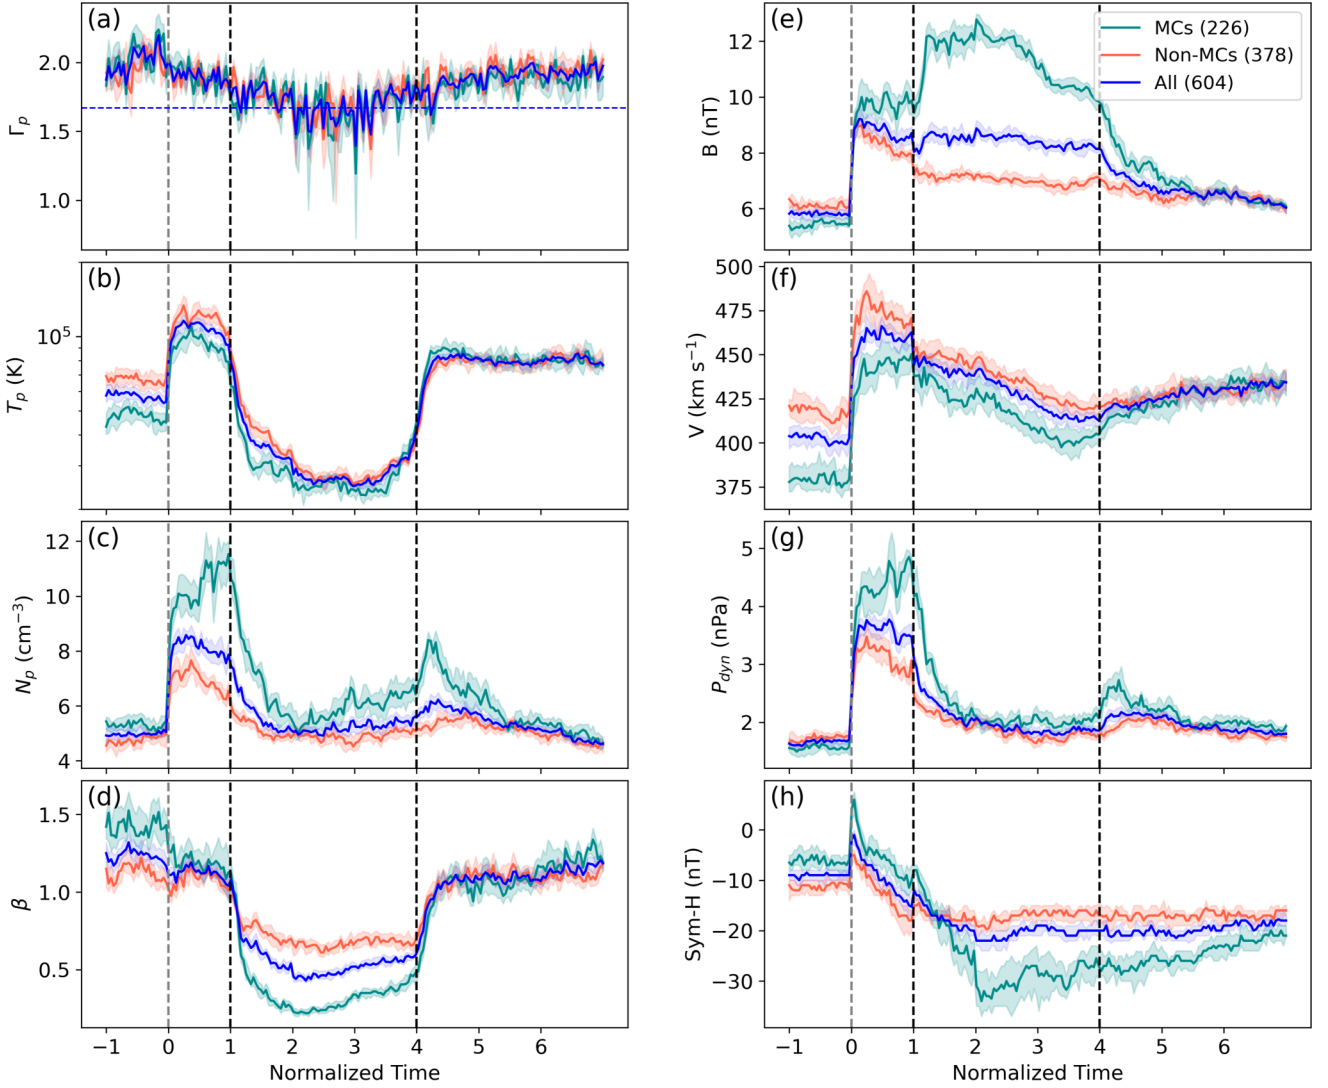 (a)
Γp
2.0
1.5
1.0
(b)
Tp (K)
10^5
(c)
Np (cm−3)
12
10
8
6
4
(d)
β
1.5
1.0
0.5
−1 0 1 2 3 4 5 6
Normalized Time
(e)
MCs (226)
Non-MCs (378)
All (604)
B (nT)
12
10
8
6
(f)
V (km s−1)
500
475
450
425
400
375
(g)
Pdyn (nPa)
5
4
3
2
(h)
Sym-H (nT)
0
−10
−20
−30
−1 0 1 2 3 4 5 6
Normalized Time